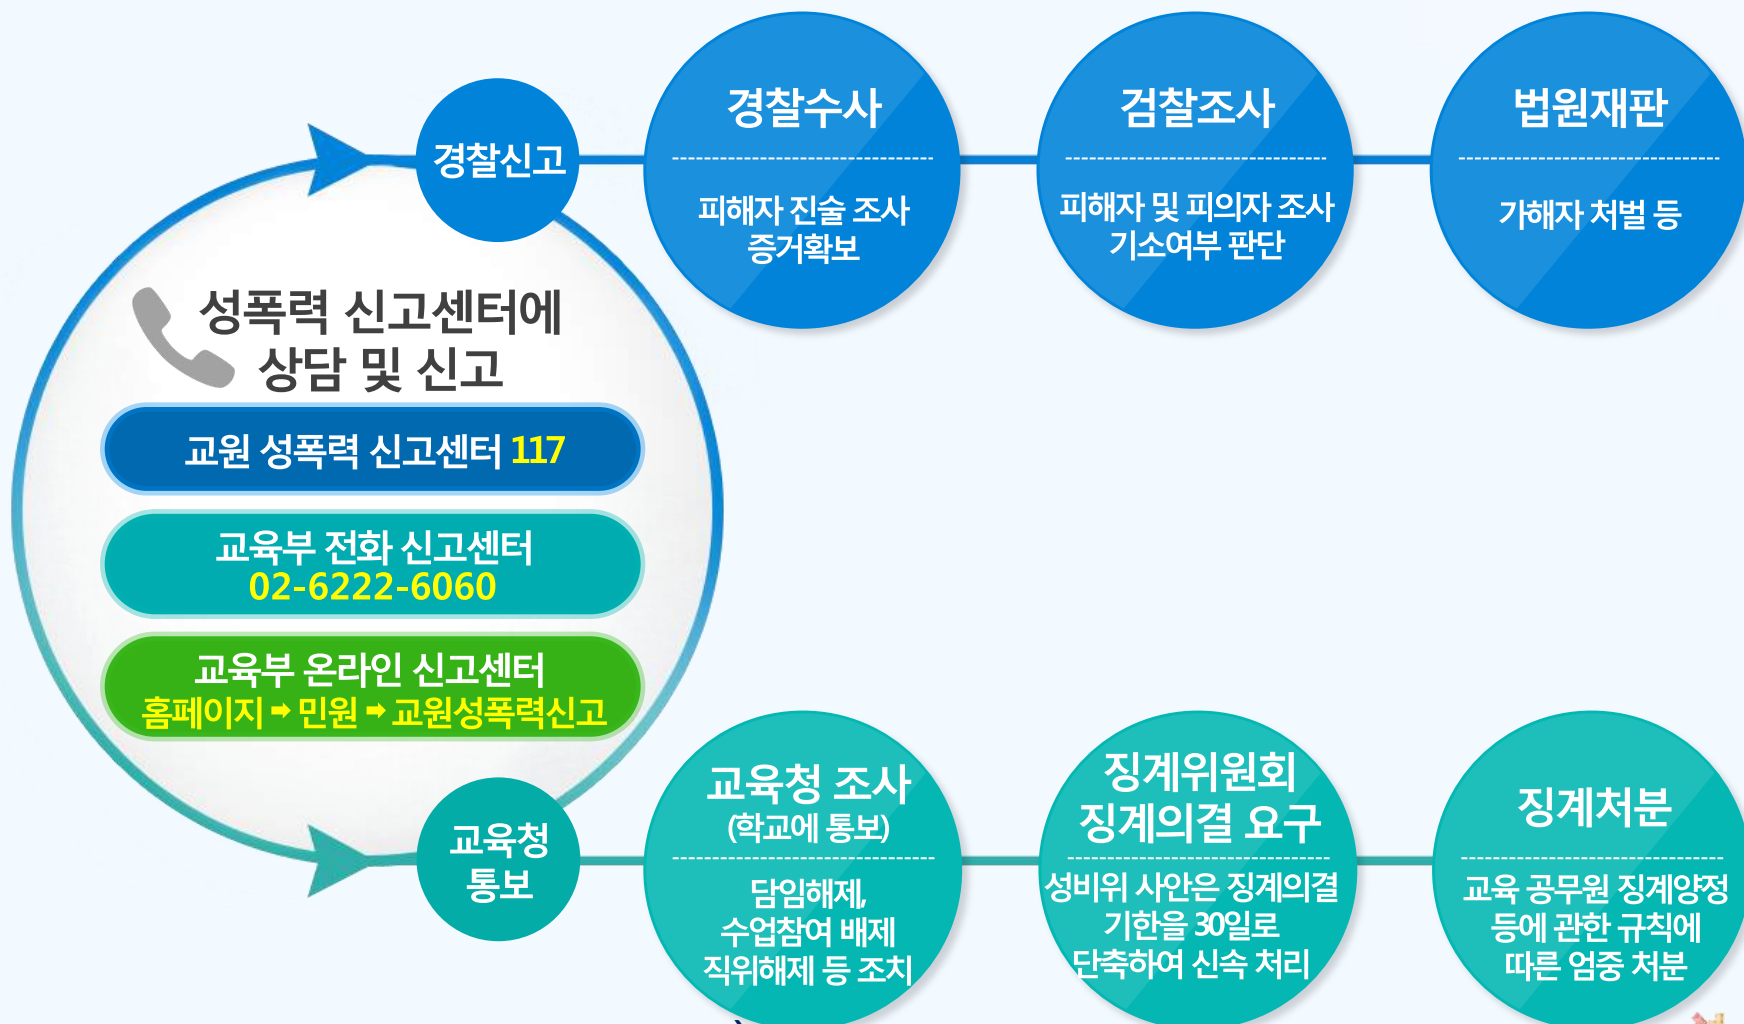 경찰신고
경찰수사
피해자 진술 조사
증거확보
검찰조사
피해자 및 피의자 조사
기소여부 판단
법원재판
가해자 처벌 등
성폭력 신고센터에
상담 및 신고
교원 성폭력 신고센터 117
교육부 전화 신고센터
02-6222-6060
교육부 온라인 신고센터
홈페이지 ➡ 민원 ➡ 교원성폭력신고
교육청
통보
교육청 조사
(학교에 통보)
담임해제,
수업참여 배제
직위해제 등 조치
징계위원회
징계의결 요구
성비위 사안은 징계의결
기한을 30일로
단축하여 신속 처리
징계처분
교육 공무원 징계양정
등에 관한 규칙에
따른 엄중 처분